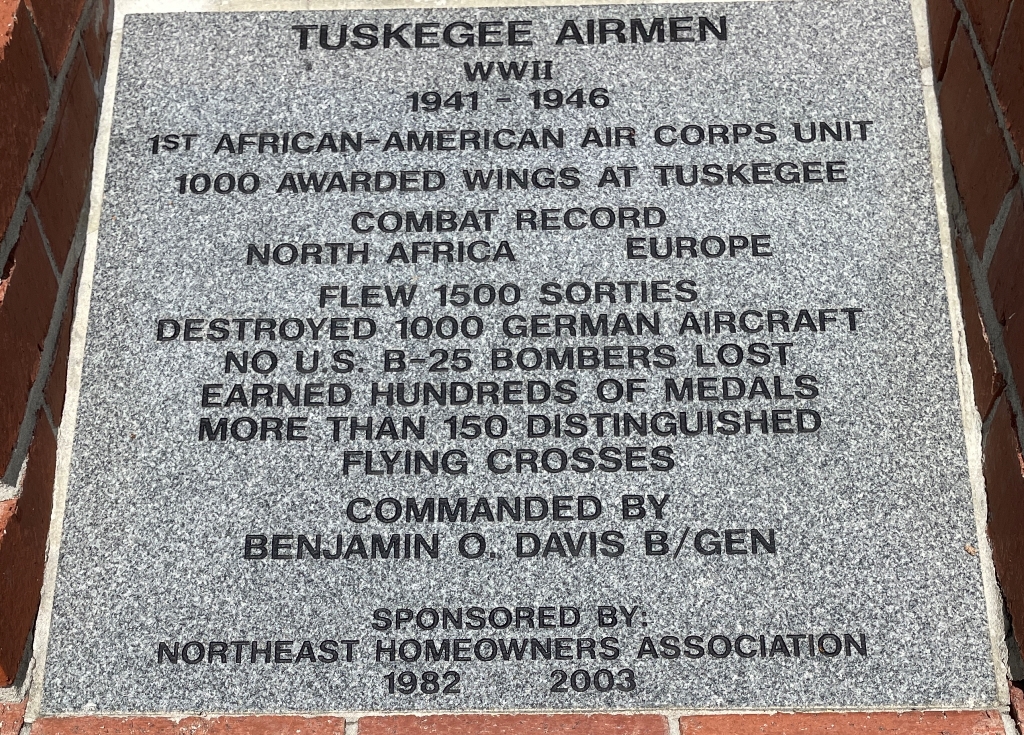 TUSKEGEE AIRMEN
WWII
1941 - 1946
1ST AFRICAN-AMERICAN AIR CORPS UNIT
1000 AWARDED WINGS AT TUSKEGEE
COMBAT RECORD
NORTH AFRICA EUROPE
FLEW 1500 SORTIES
DESTROYED 1000 GERMAN AIRCRAFT
NO U.S. B-25 BOMBERS LOST
EARNED HUNDREDS OF MEDALS
MORE THAN 150 DISTINGUISHED
FLYING CROSSES
COMMANDED BY
BENJAMIN O. DAVIS B/GEN
SPONSORED BY:
NORTHEAST HOMEOWNERS ASSOCIATION
1982 2003